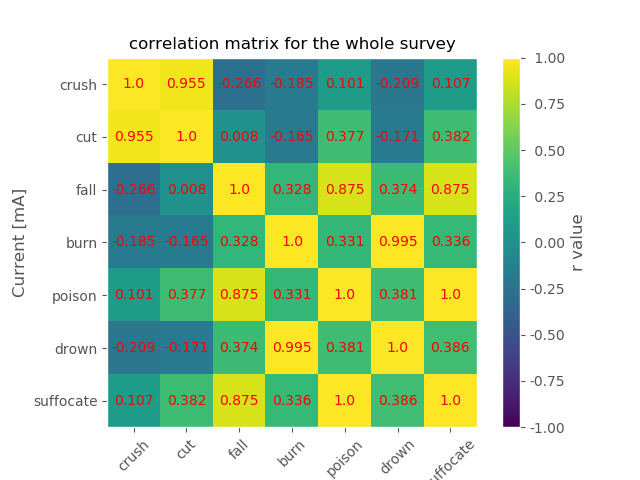 correlation matrix for the whole survey
crush 1.0 0.955 -0.266 -0.185 0.101 -0.209 0.107
cut 0.955 1.0 0.008 -0.165 0.377 -0.171 0.382
fall -0.266 0.008 1.0 0.328 0.875 0.374 0.875
burn -0.185 -0.165 0.328 1.0 0.331 0.995 0.336
poison 0.101 0.377 0.875 0.331 1.0 0.381 1.0
drown -0.209 -0.171 0.374 0.995 0.381 1.0 0.386
suffocate 0.107 0.382 0.875 0.336 1.0 0.386 1.0
crush cut fall burn poison drown uffocate
Current [mA]
1.00
0.75
0.50
0.25
0.00
-0.25
-0.50
-0.75
-1.00
r value